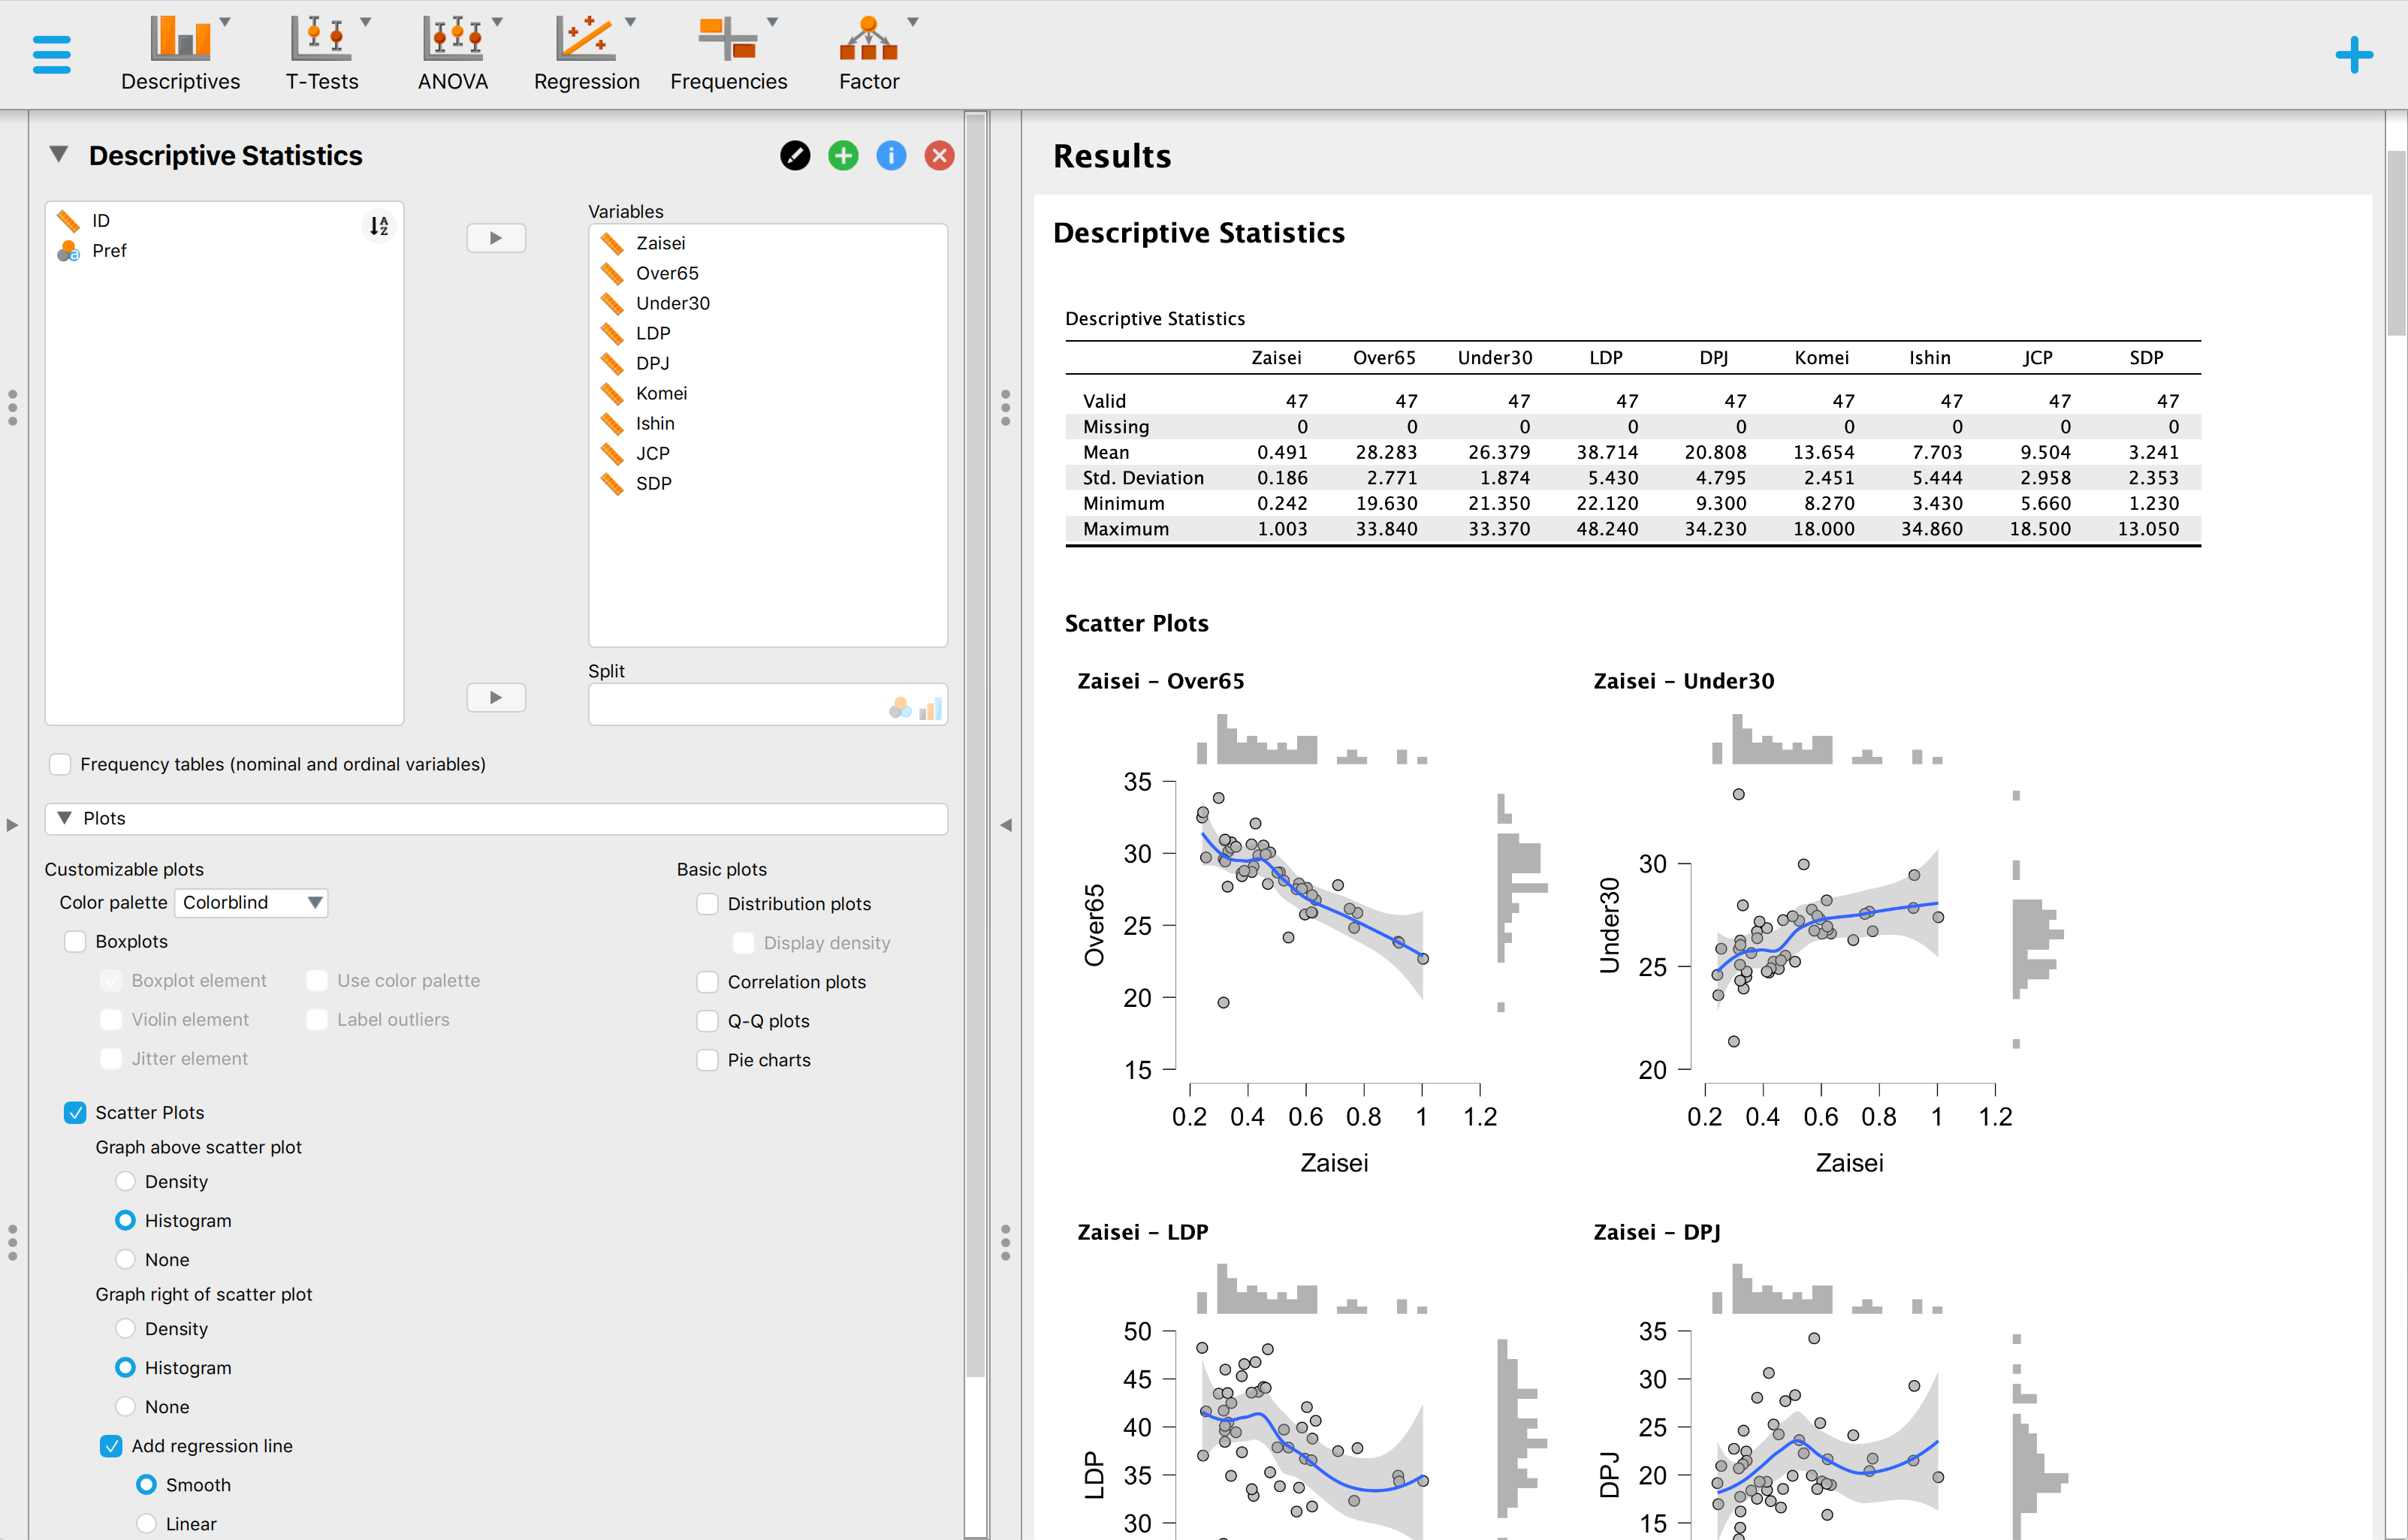 Descriptives T-Tests ANOVA Regression Frequencies Factor
Descriptive Statistics
ID
Pref
Variables
Zaisei
Over65
Under30
LDP
DPJ
Komei
Ishin
JCP
SDP
Split
Frequency tables (nominal and ordinal variables)
Plots
Customizable plots
Color palette Colorblind
Boxplots
Boxplot element Use color palette
Violin element Label outliers
Jitter element
Basic plots
Distribution plots
Display density
Correlation plots
Q-Q plots
Pie charts
Scatter Plots
Graph above scatter plot
Density
Histogram
None
Graph right of scatter plot
Density
Histogram
None
Add regression line
Smooth
Linear
Results
Descriptive Statistics
Descriptive Statistics
Zaisei Over65 Under30 LDP DPJ Komei Ishin JCP SDP
Valid 47 47 47 47 47 47 47 47 47
Missing 0 0 0 0 0 0 0 0 0
Mean 0.491 28.283 26.379 38.714 20.808 13.654 7.703 9.504 3.241
Std. Deviation 0.186 2.771 1.874 5.430 4.795 2.451 5.444 2.958 2.353
Minimum 0.242 19.630 21.350 22.120 9.300 8.270 3.430 5.660 1.230
Maximum 1.003 33.840 33.370 48.240 34.230 18.000 34.860 18.500 13.050
Scatter Plots
Zaisei – Over65
35
30
25
20
15
Over65
0.2 0.4 0.6 0.8 1 1.2
Zaisei
Zaisei – Under30
30
25
20
Under30
0.2 0.4 0.6 0.8 1 1.2
Zaisei
Zaisei – LDP
50
45
40
35
30
LDP
Zaisei – DPJ
35
30
25
20
15
DPJ